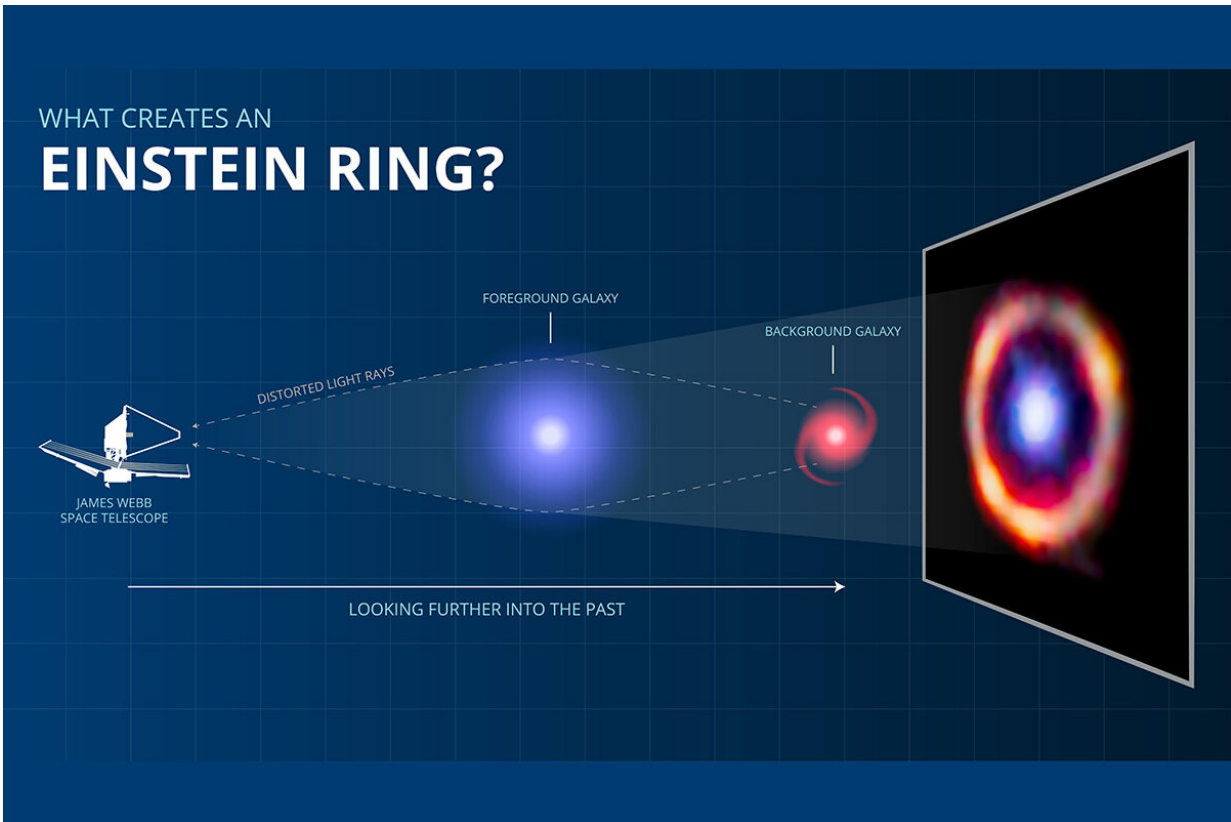 WHAT CREATES AN
EINSTEIN RING?
FOREGROUND GALAXY
BACKGROUND GALAXY
DISTORTED LIGHT RAYS
JAMES WEBB
SPACE TELESCOPE
LOOKING FURTHER INTO THE PAST